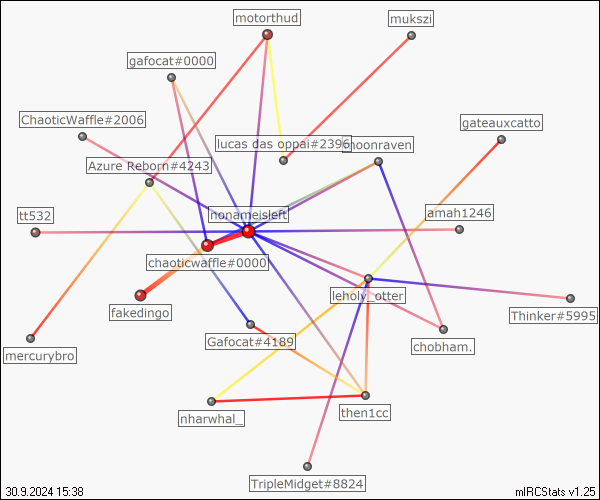 motorthud
mukszi
gafocat#0000
ChaoticWaffle#2006
gateauxcatto
lucas das oppai#2396
noonraven
Azure Reborn#4243
tt532
nonameisleft
amah1246
chaoticwaffle#0000
leholy_otter
fakedingo
Thinker#5995
Gafocat#4189
chobham.
mercurybro
nharwhal_
then1cc
TripleMidget#8824
30.9.2024 15:38
mIRCStats v1.25